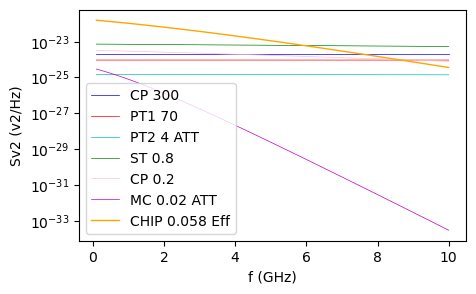 10⁻²³
10⁻²⁵
10⁻²⁷
10⁻²⁹
10⁻³¹
10⁻³³
Sv2 (v2/Hz)
CP 300
PT1 70
PT2 4 ATT
ST 0.8
CP 0.2
MC 0.02 ATT
CHIP 0.058 Eff
0 2 4 6 8 10
f (GHz)